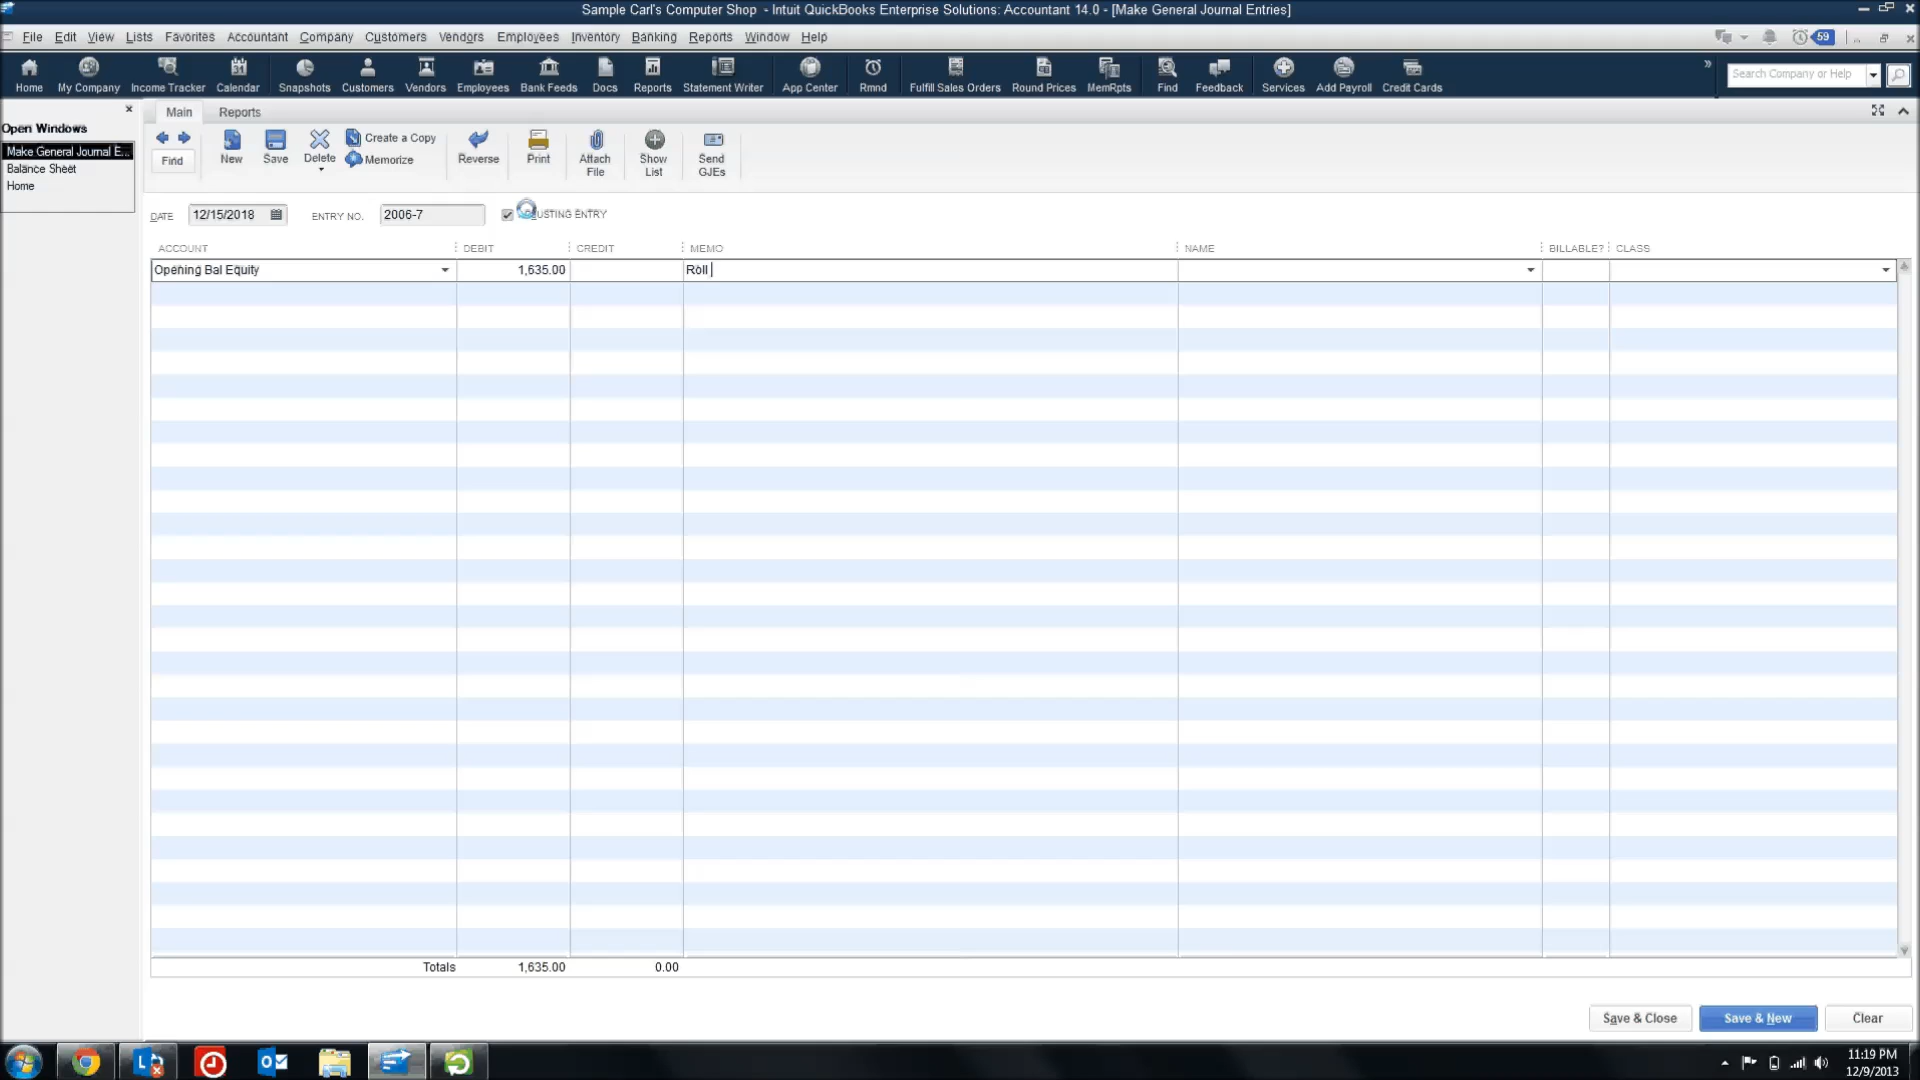 Sample Carl's Computer Shop - Intuit QuickBooks Enterprise Solutions: Accountant 14.0 - [Make General Journal Entries]
File Edit View Lists Favorites Accountant Company Customers Vendors Employees Inventory Banking Reports Window Help
59
Home My Company Income Tracker Calendar Snapshots Customers Vendors Employees Bank Feeds Docs Reports Statement Writer App Center Rmnd Fulfill Sales Orders Round Prices MemRpts Find Feedback Services Add Payroll Credit Cards
Search Company or Help
Open Windows
Make General Journal E...
Balance Sheet
Home
Main Reports
Find New Save Delete Create a Copy Memorize Reverse Print Attach File Show List Send GJEs
DATE 12/15/2018 ENTRY NO. 2006-7 USTING ENTRY
ACCOUNT DEBIT CREDIT MEMO NAME BILLABLE? CLASS
Opening Bal Equity 1,635.00 Roll
Totals 1,635.00 0.00
Save & Close Save & New Clear
11:19 PM
12/9/2013